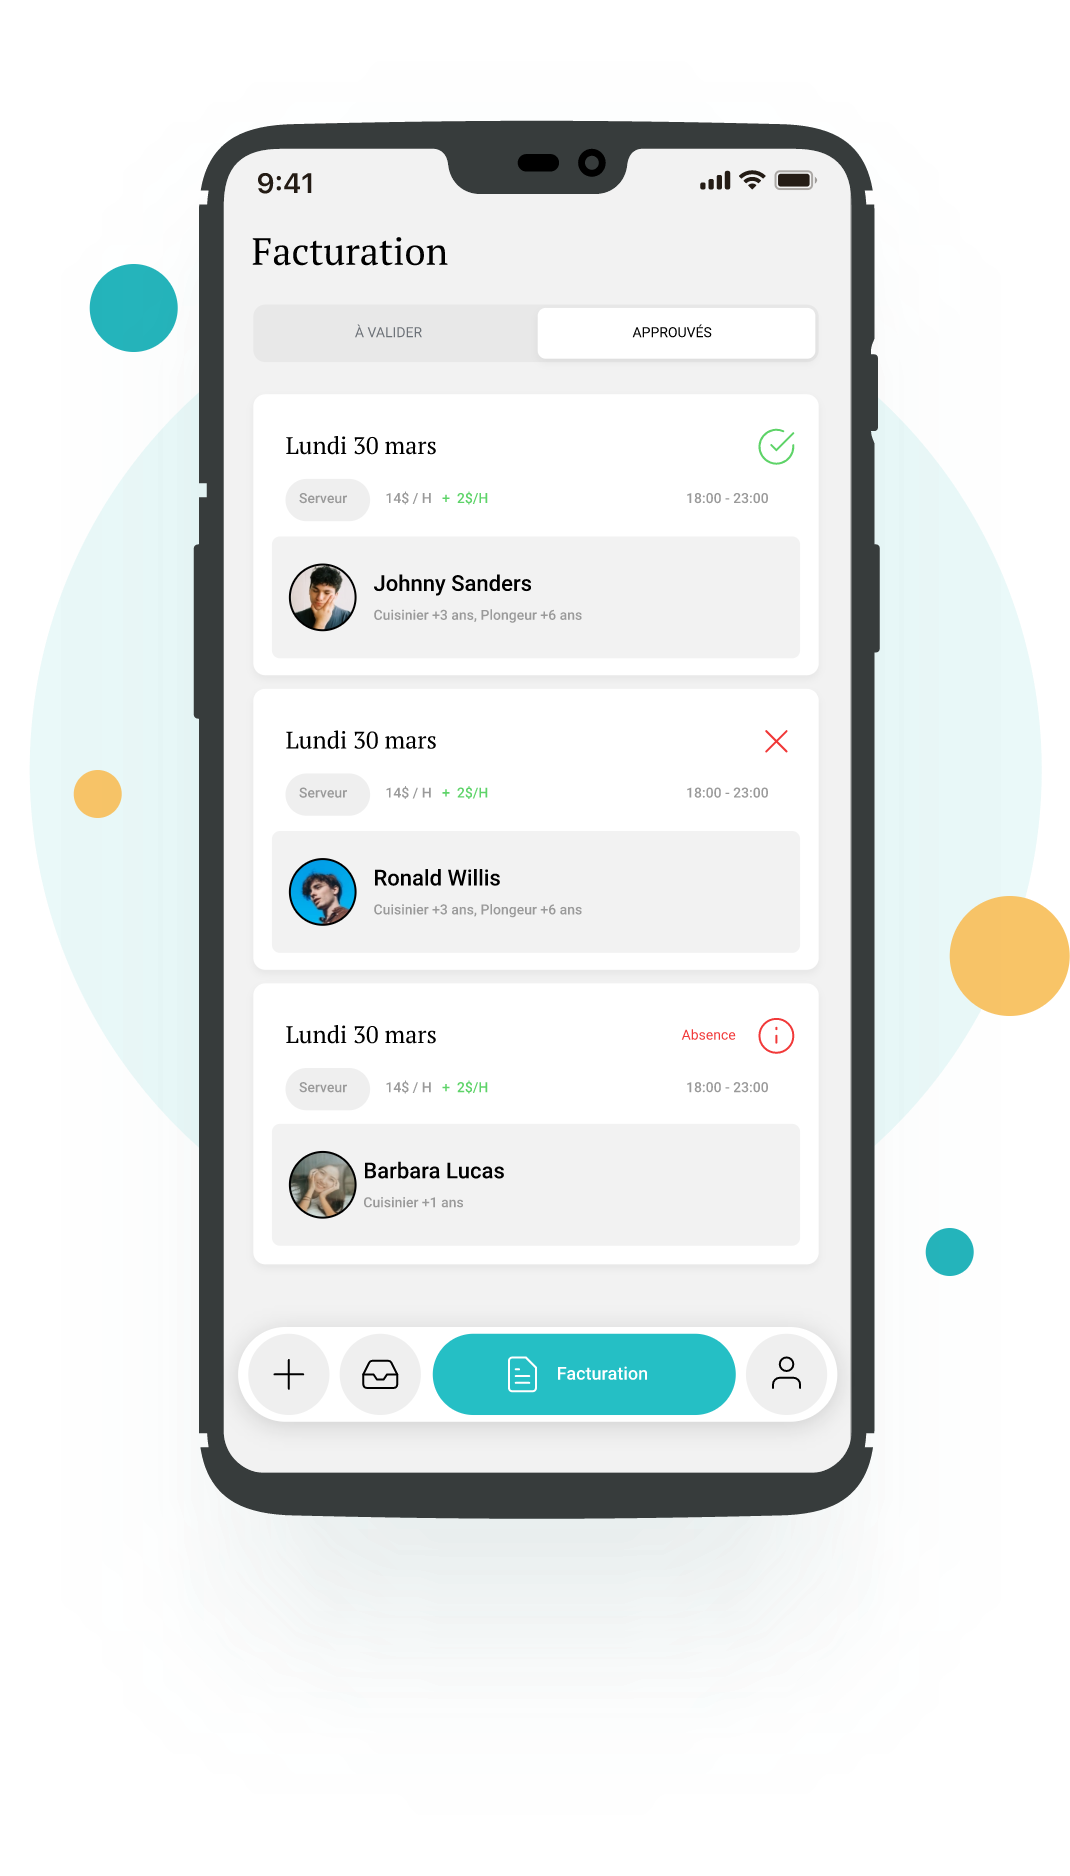 9:41
Facturation
À VALIDER
APPROUVÉS
Lundi 30 mars
Serveur 14$ / H + 2$/H 18:00 - 23:00
Johnny Sanders
Cuisinier +3 ans, Plongeur +6 ans
Lundi 30 mars
Serveur 14$ / H + 2$/H 18:00 - 23:00
Ronald Willis
Cuisinier +3 ans, Plongeur +6 ans
Lundi 30 mars Absence
Serveur 14$ / H + 2$/H 18:00 - 23:00
Barbara Lucas
Cuisinier +1 ans
Facturation